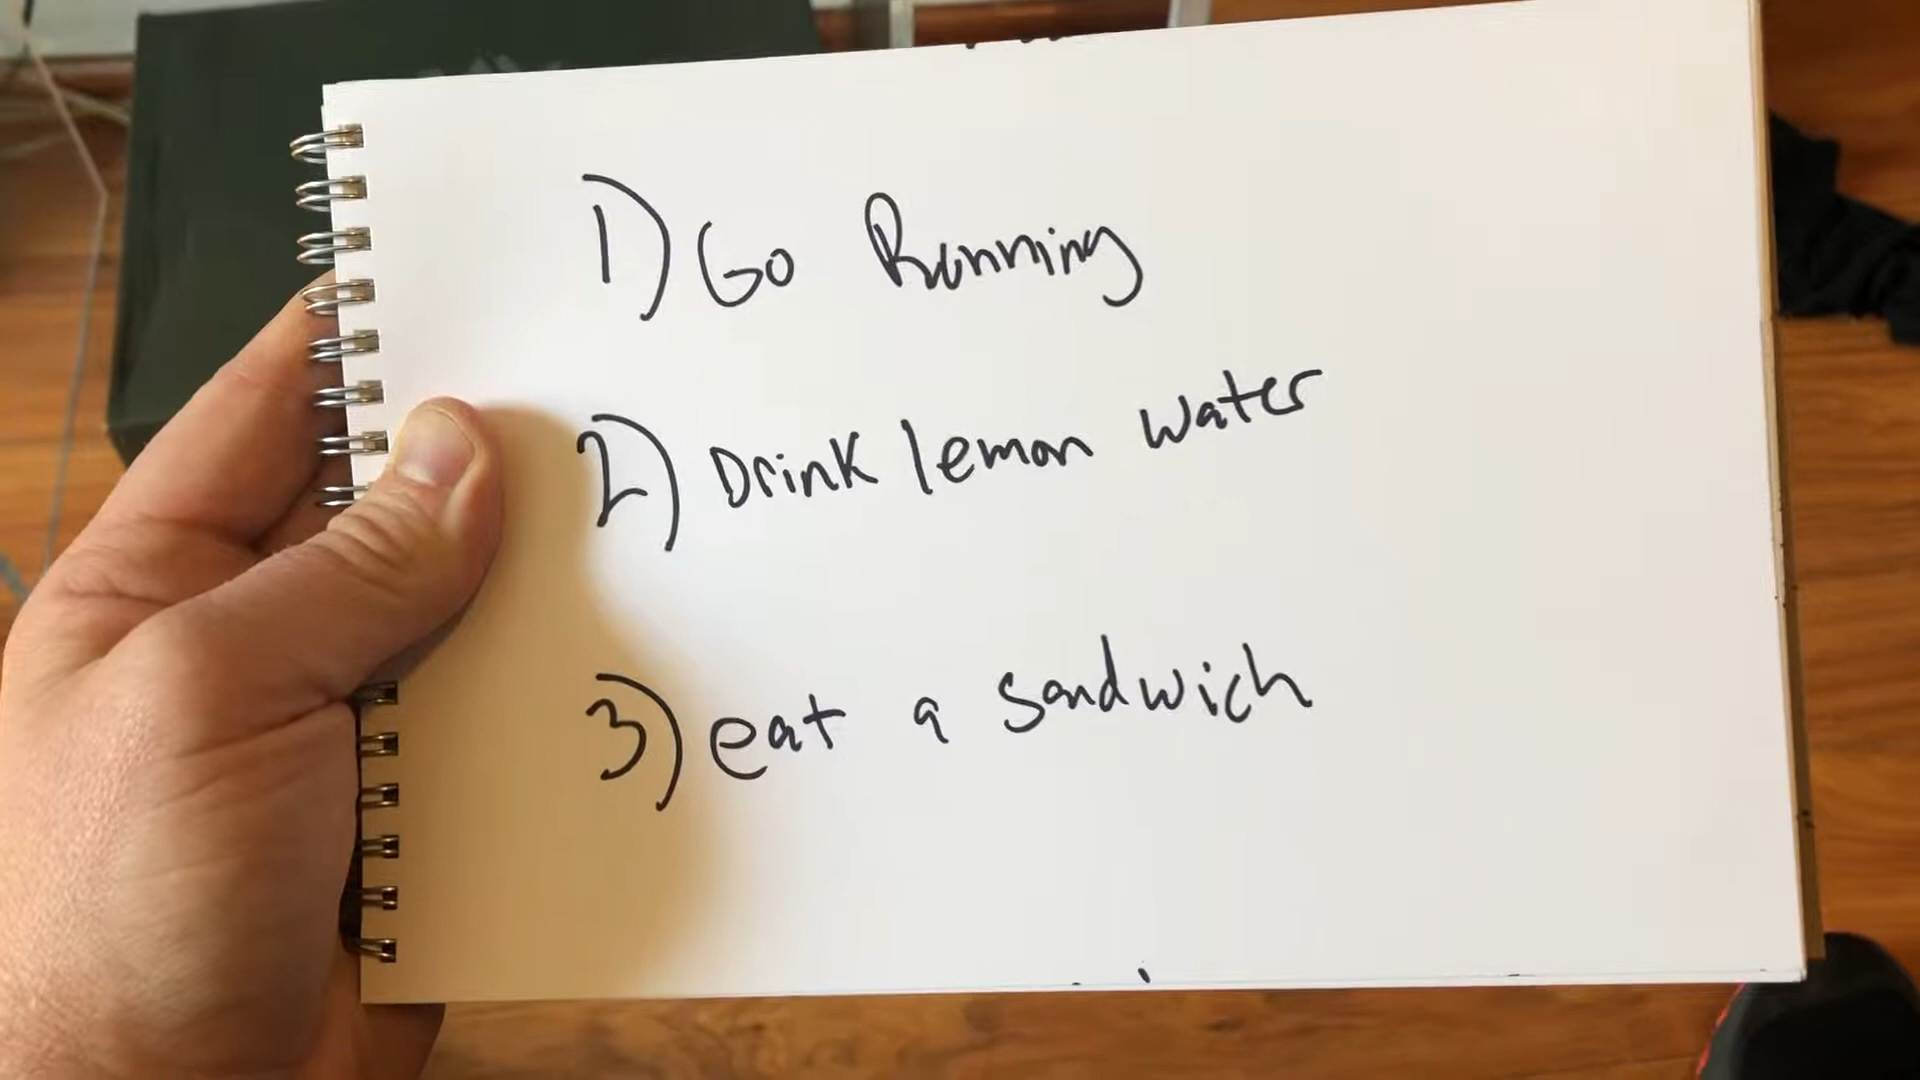 1) Go Running
2) Drink lemon water
3) eat a sandwich